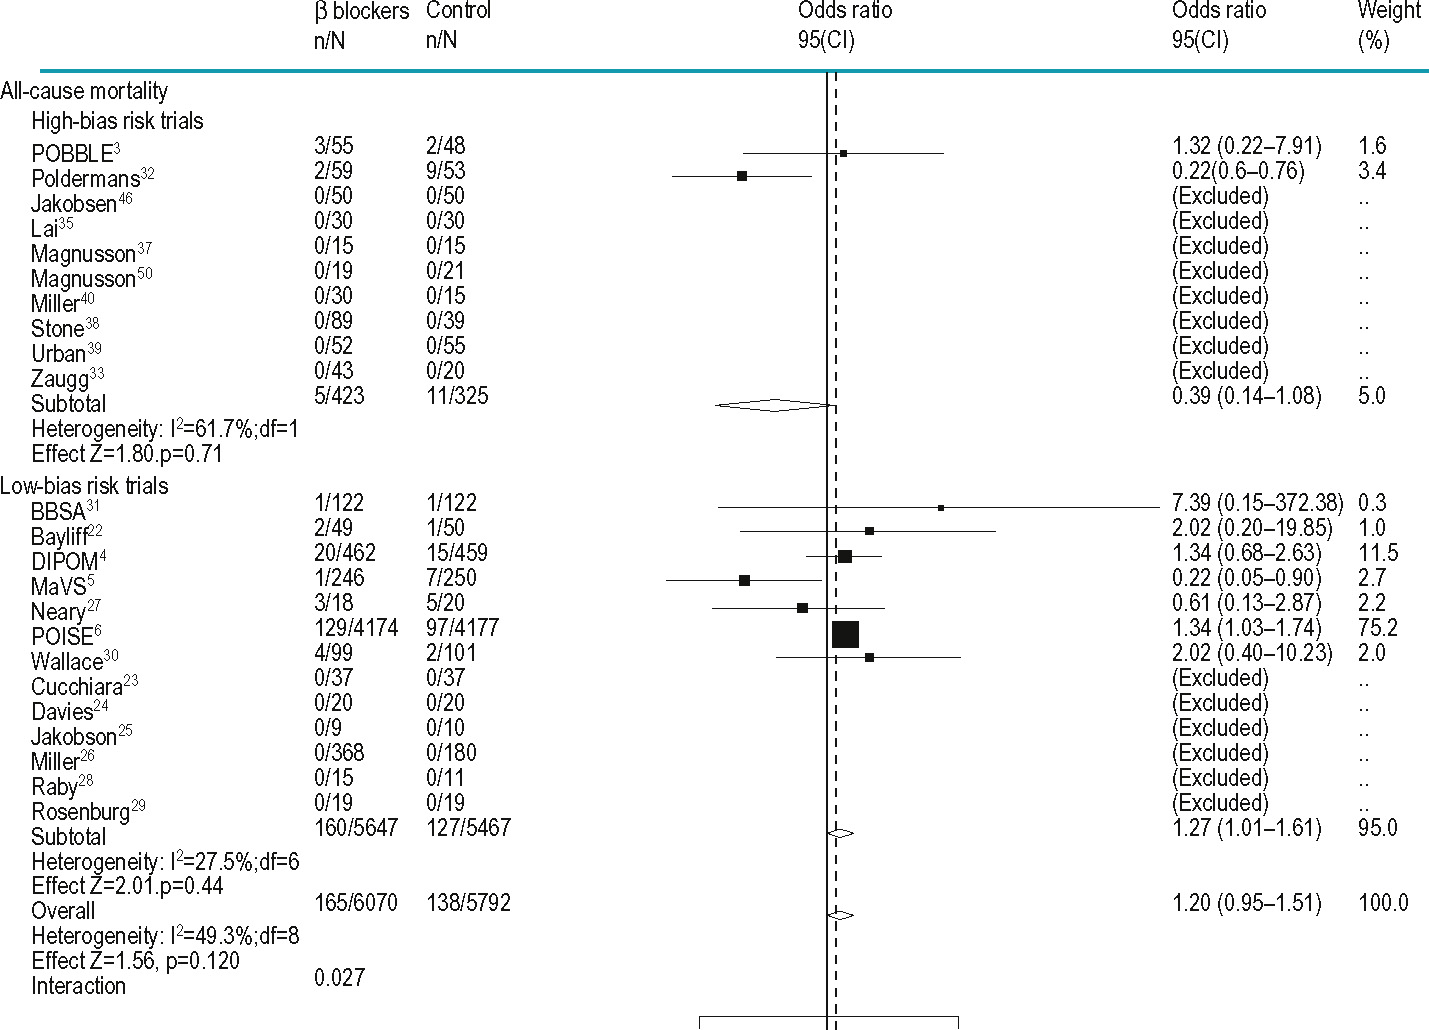 β blockers Control Odds ratio Odds ratio Weight
n/N n/N 95(CI) 95(CI) (%)
All-cause mortality
High-bias risk trials
POBBLE3 3/55 2/48 1.32 (0.22–7.91) 1.6
Poldermans32 2/59 9/53 0.22(0.6–0.76) 3.4
Jakobsen46 0/50 0/50 (Excluded) ..
Lai35 0/30 0/30 (Excluded) ..
Magnusson37 0/15 0/15 (Excluded) ..
Magnusson50 0/19 0/21 (Excluded) ..
Miller40 0/30 0/15 (Excluded) ..
Stone38 0/89 0/39 (Excluded) ..
Urban39 0/52 0/55 (Excluded) ..
Zaugg33 0/43 0/20 (Excluded) ..
Subtotal 5/423 11/325 0.39 (0.14–1.08) 5.0
Heterogeneity: I2=61.7%;df=1
Effect Z=1.80.p=0.71
Low-bias risk trials
BBSA31 1/122 1/122 7.39 (0.15–372.38) 0.3
Bayliff22 2/49 1/50 2.02 (0.20–19.85) 1.0
DIPOM4 20/462 15/459 1.34 (0.68–2.63) 11.5
MaVS5 1/246 7/250 0.22 (0.05–0.90) 2.7
Neary27 3/18 5/20 0.61 (0.13–2.87) 2.2
POISE6 129/4174 97/4177 1.34 (1.03–1.74) 75.2
Wallace30 4/99 2/101 2.02 (0.40–10.23) 2.0
Cucchiara23 0/37 0/37 (Excluded) ..
Davies24 0/20 0/20 (Excluded) ..
Jakobson25 0/9 0/10 (Excluded) ..
Miller26 0/368 0/180 (Excluded) ..
Raby28 0/15 0/11 (Excluded) ..
Rosenburg29 0/19 0/19 (Excluded) ..
Subtotal 160/5647 127/5467 1.27 (1.01–1.61) 95.0
Heterogeneity: I2=27.5%;df=6
Effect Z=2.01.p=0.44
Overall 165/6070 138/5792 1.20 (0.95–1.51) 100.0
Heterogeneity: I2=49.3%;df=8
Effect Z=1.56, p=0.120
Interaction 0.027